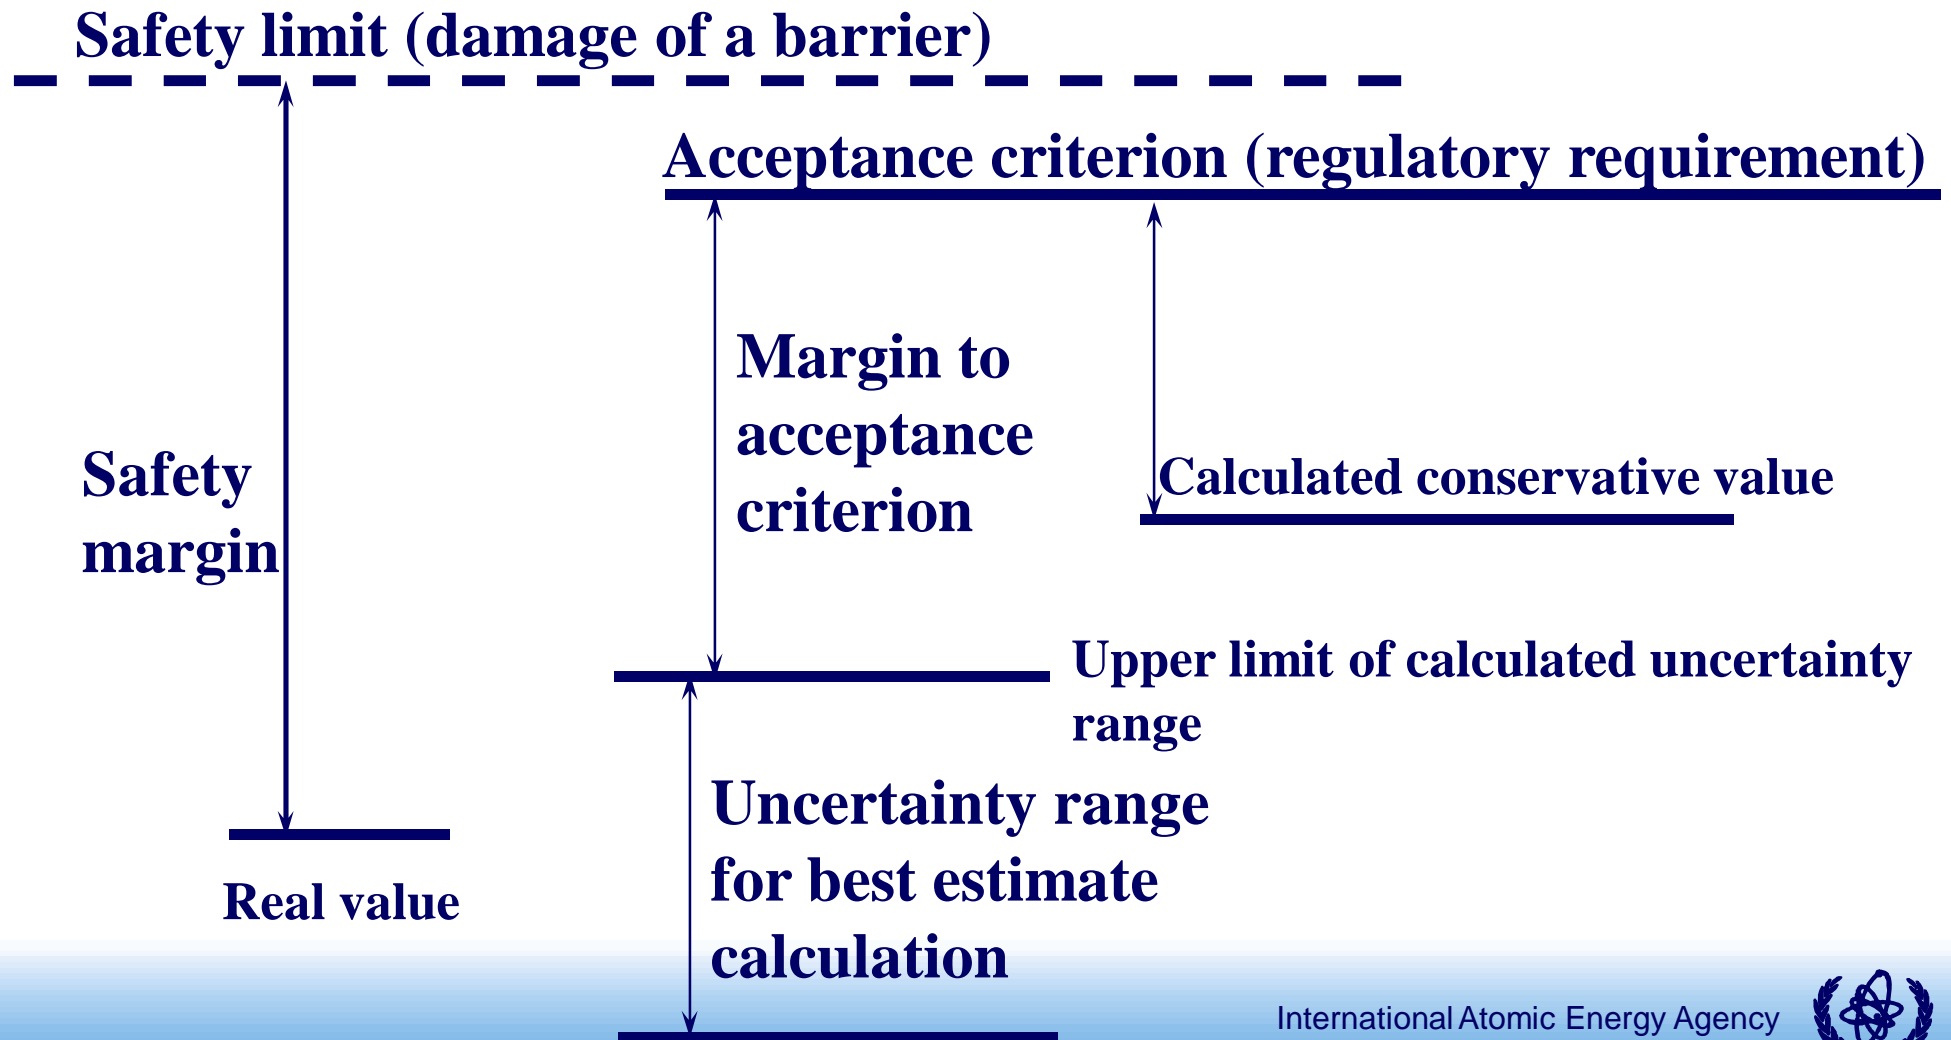 Safety limit (damage of a barrier)
Acceptance criterion (regulatory requirement)
Margin to
acceptance
criterion
Safety
margin
Calculated conservative value
Upper limit of calculated uncertainty
range
Uncertainty range
for best estimate
calculation
Real value
International Atomic Energy Agency